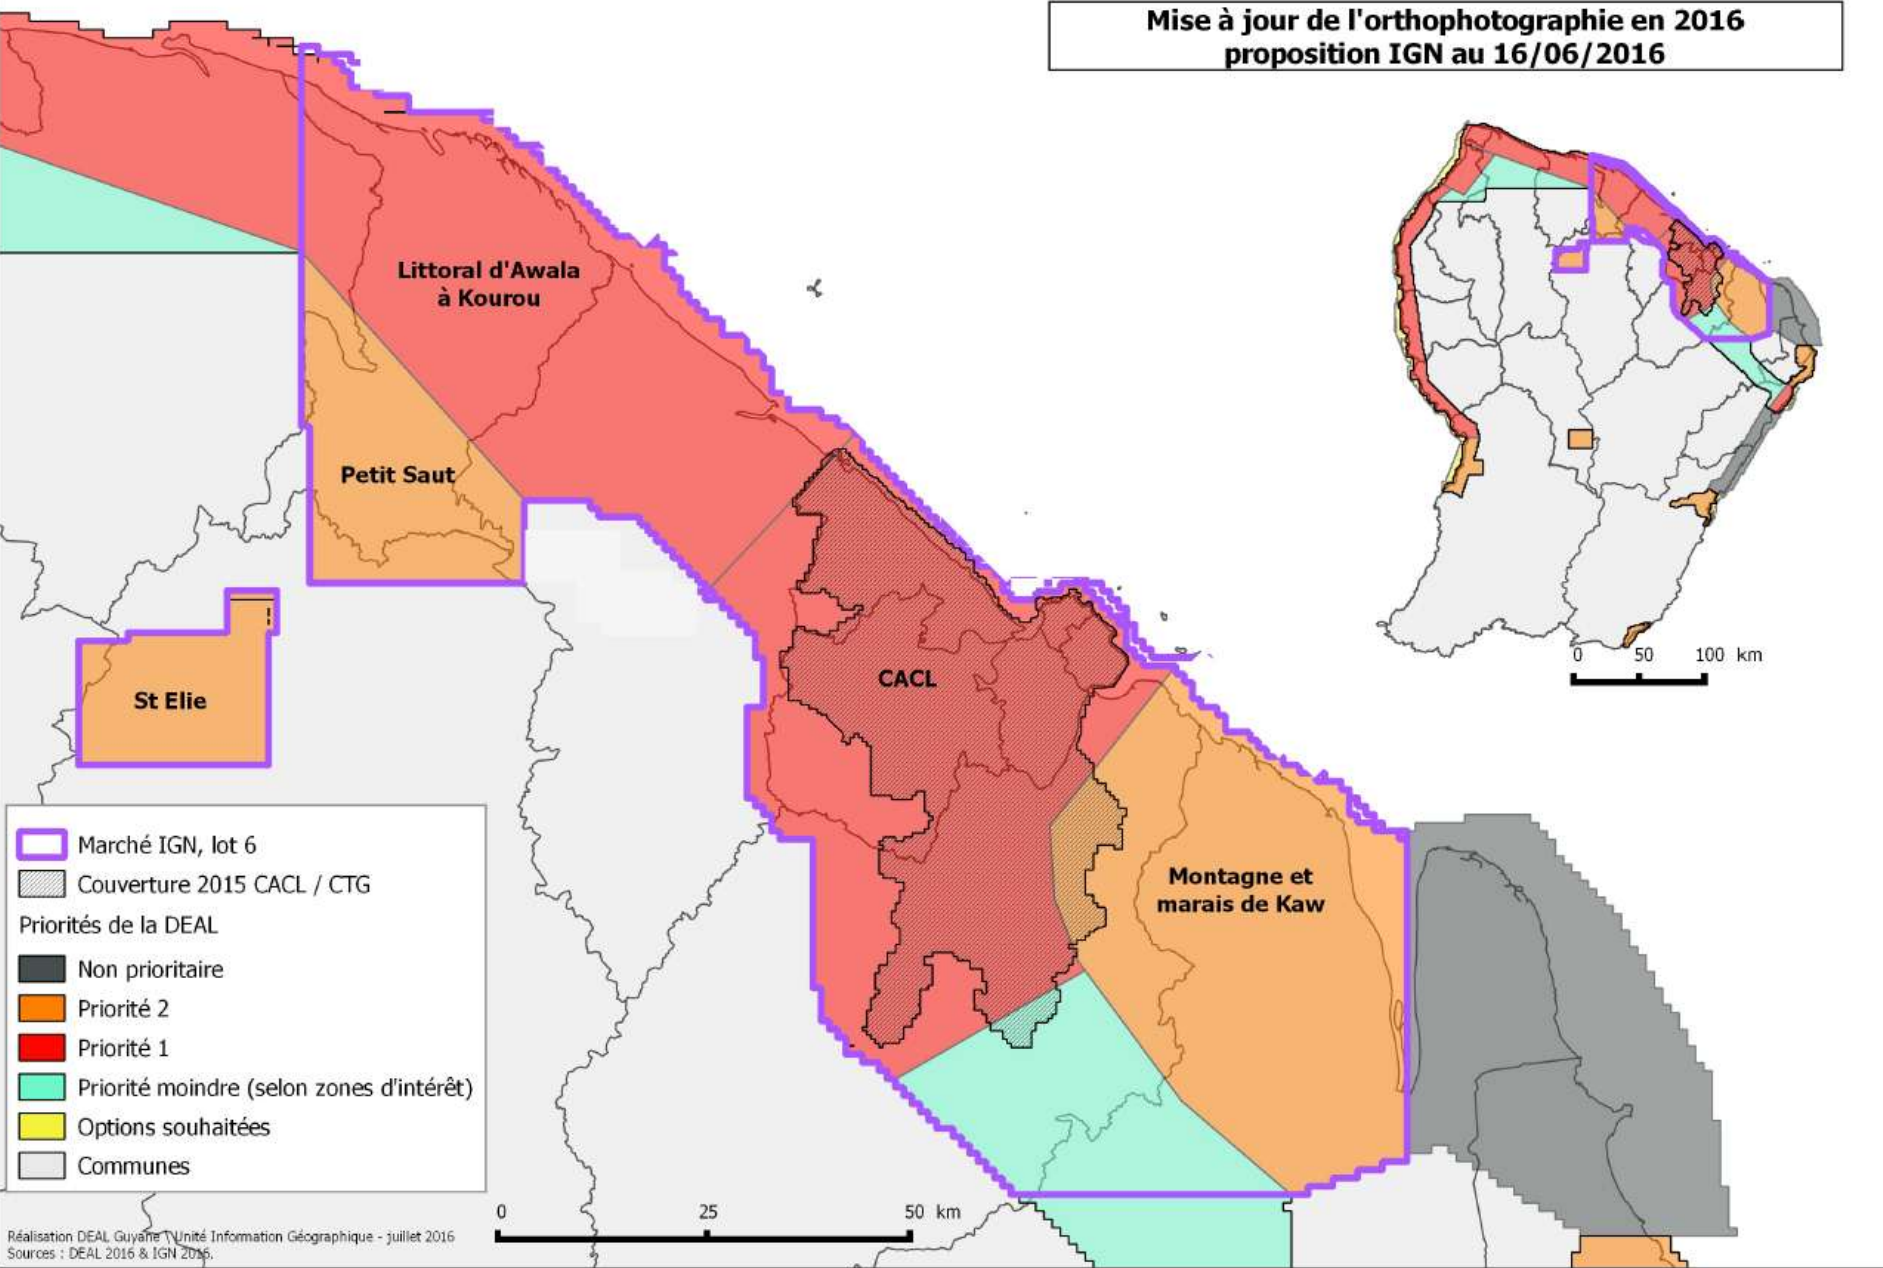 Mise à jour de l'orthophotographie en 2016
proposition IGN au 16/06/2016
Littoral d'Awala
à Kourou
Petit Saut
St Elie
CACL
Montagne et
marais de Kaw
0 50 100 km
Marché IGN, lot 6
Couverture 2015 CACL / CTG
Priorités de la DEAL
Non prioritaire
Priorité 2
Priorité 1
Priorité moindre (selon zones d'intérêt)
Options souhaitées
Communes
0 25 50 km
Réalisation DEAL Guyane \ Unité Information Géographique - juillet 2016
Sources : DEAL 2016 & IGN 2016.